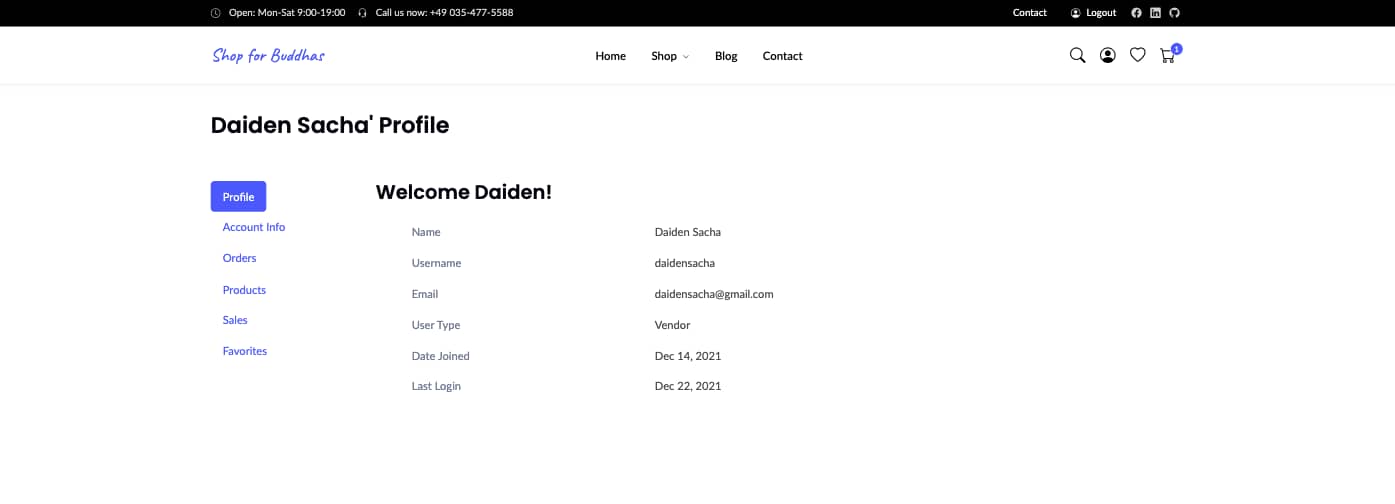 Open: Mon-Sat 9:00-19:00 Call us now: +49 035-477-5588 Contact Logout
Shop for Buddhas Home Shop Blog Contact 1
Daiden Sacha' Profile
Profile
Account Info
Orders
Products
Sales
Favorites
Welcome Daiden!
Name Daiden Sacha
Username daidensacha
Email daidensacha@gmail.com
User Type Vendor
Date Joined Dec 14, 2021
Last Login Dec 22, 2021